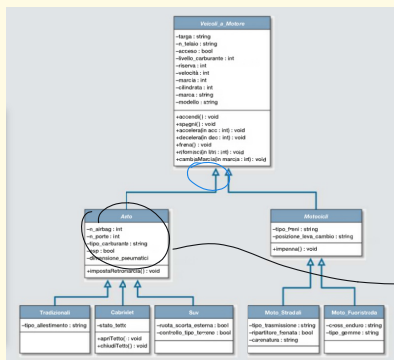 Veicoli_a_Motore
-targa : string
-n_telaio : string
-acceso : bool
-livello_carburante : int
-riserva : int
-velocità : int
-marcia : int
-cilindrata : int
-marca : string
-modello : string
+accendi() : void
+spegni() : void
+accelera(in acc : int) : void
+decelera(in dec : int) : void
+frena() : void
+rifornisci(in litri : int) : void
+cambiaMarcia(in marcia : int) : void
Auto
-n_airbag : int
-n_porte : int
-tipo_carburante : string
-esp : bool
-dimensione_pneumatici
+impostaRetromarcia() : void
Motocicli
-tipo_freni : string
-posizione_leva_cambio : string
+impenna() : void
Tradizionali
-tipo_allestimento : string
Cabriolet
-stato_tetto
+apriTetto() : void
+chiudiTetto() : void
Suv
-ruota_scorta_esterna : bool
-controllo_tipo_terreno : bool
Moto_Stradali
-tipo_trasmissione : string
-ripartitore_frenata : bool
-carenatura : string
Moto_Fuoristrada
-cross_enduro : string
-tipo_gomme : string